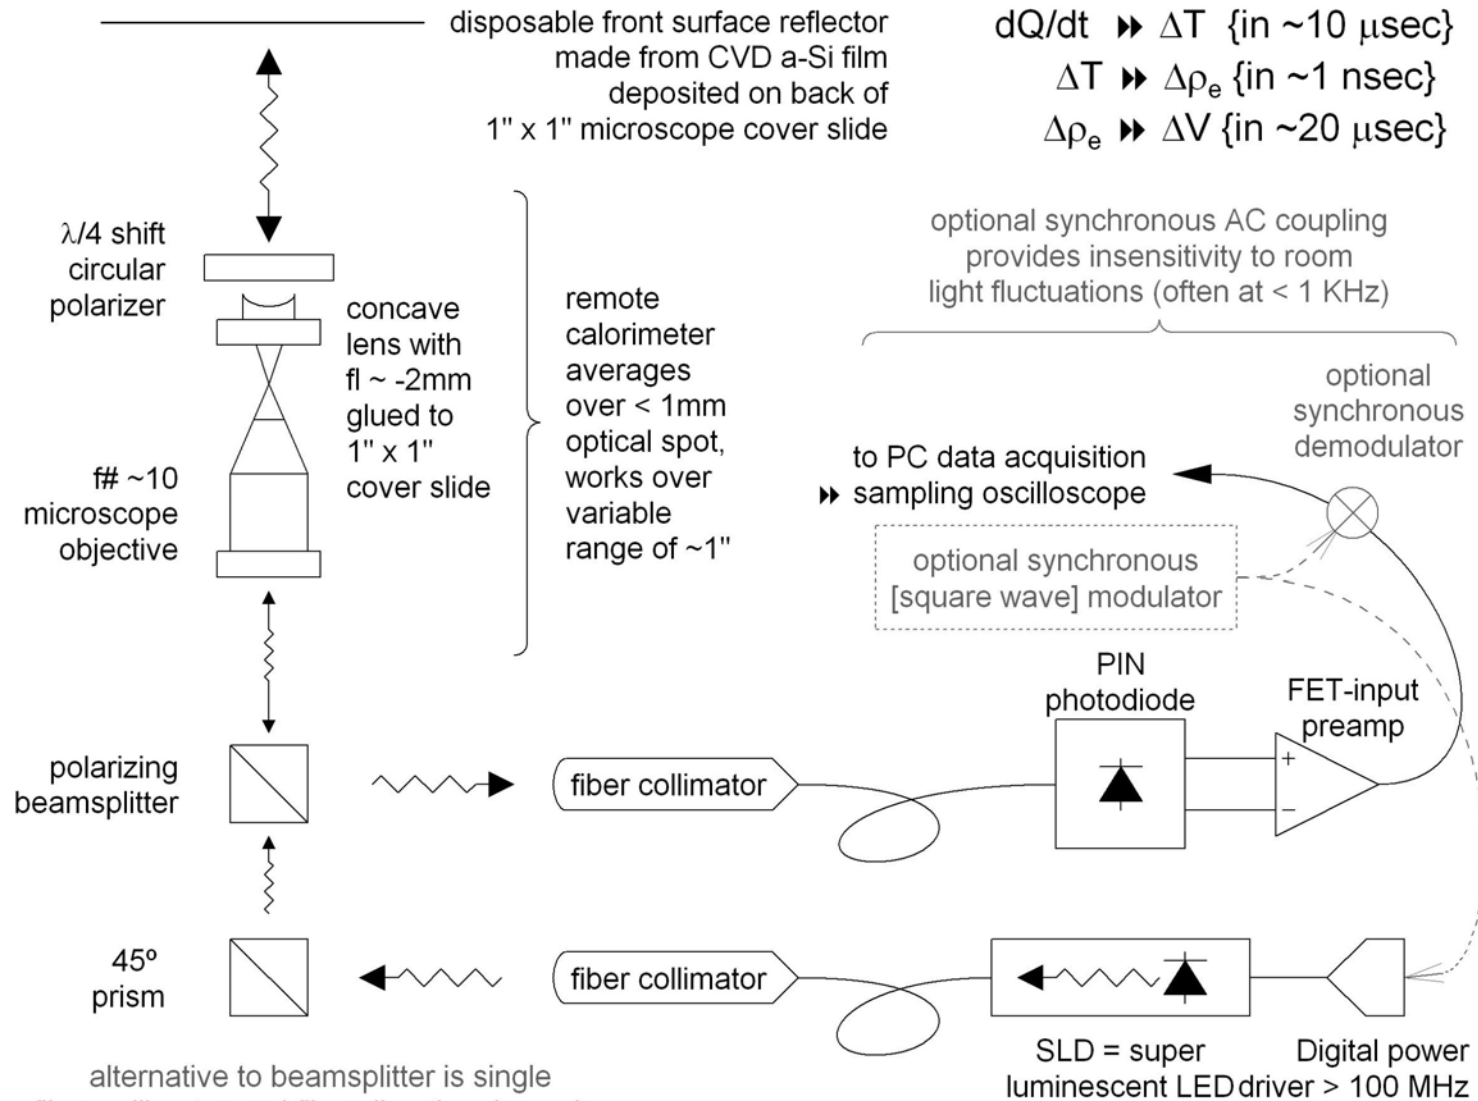 disposable front surface reflector
made from CVD a-Si film
deposited on back of
1" x 1" microscope cover slide
dQ/dt ▸▸ ΔT {in ~10 μsec}
ΔT ▸▸ Δρe {in ~1 nsec}
Δρe ▸▸ ΔV {in ~20 μsec}
λ/4 shift
circular
polarizer
concave
lens with
fl ~ -2mm
glued to
1" x 1"
cover slide
f# ~10
microscope
objective
remote
calorimeter
averages
over < 1mm
optical spot,
works over
variable
range of ~1"
optional synchronous AC coupling
provides insensitivity to room
light fluctuations (often at < 1 KHz)
optional
synchronous
demodulator
to PC data acquisition
▸▸ sampling oscilloscope
optional synchronous
[square wave] modulator
PIN
photodiode
FET-input
preamp
+
−
polarizing
beamsplitter
fiber collimator
45º
prism
fiber collimator
SLD = super
luminescent LED
Digital power
driver > 100 MHz
alternative to beamsplitter is single